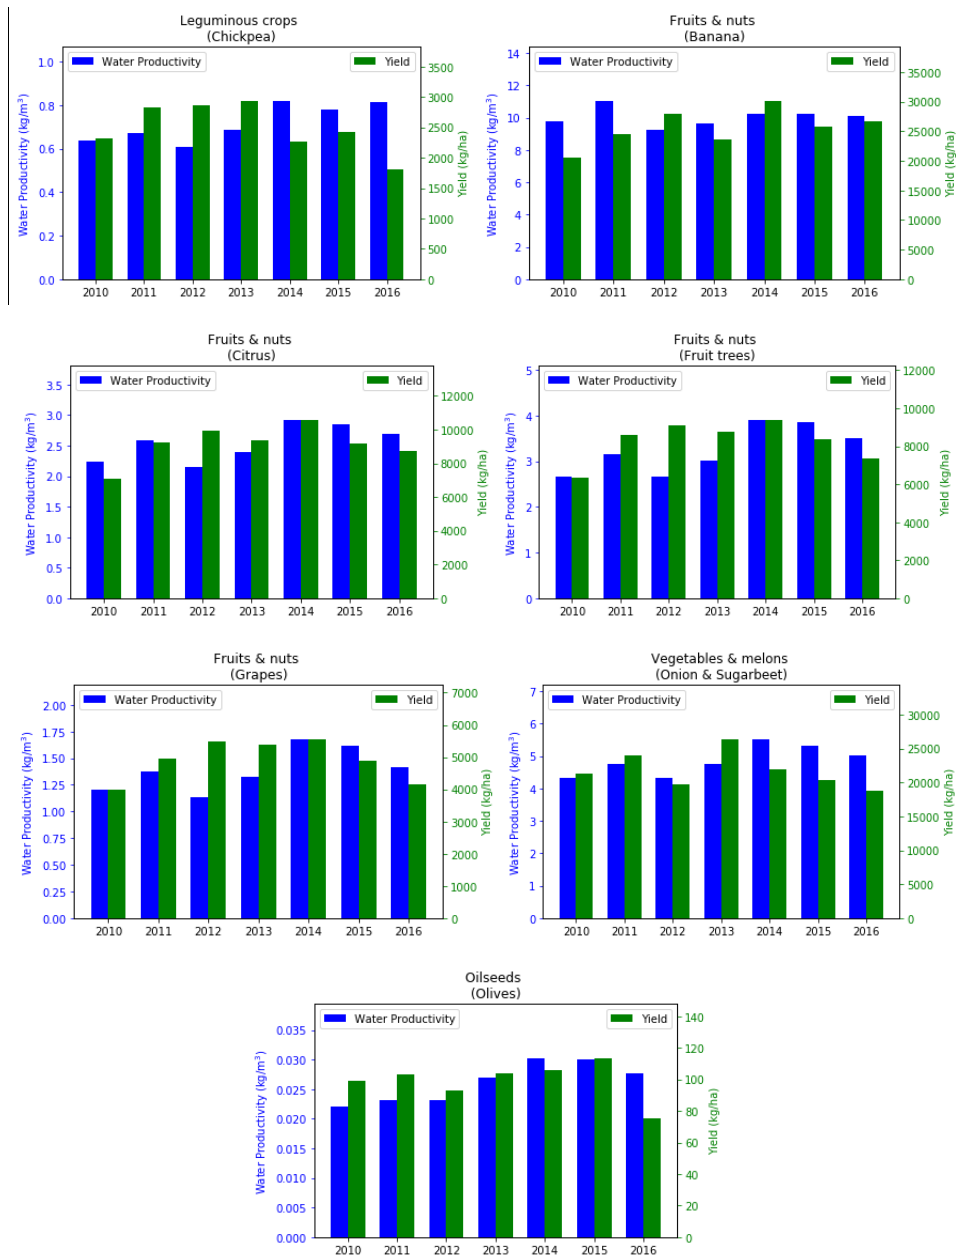 Leguminous crops
(Chickpea)
Water Productivity
Yield
Water Productivity (kg/m³)
1.0
0.8
0.6
0.4
0.2
0.0
3500
3000
2500
2000
1500
1000
500
0
Yield (kg/ha)
2010 2011 2012 2013 2014 2015 2016
Fruits & nuts
(Banana)
Water Productivity
Yield
Water Productivity (kg/m³)
14
12
10
8
6
4
2
0
35000
30000
25000
20000
15000
10000
5000
0
Yield (kg/ha)
2010 2011 2012 2013 2014 2015 2016
Fruits & nuts
(Citrus)
Water Productivity
Yield
Water Productivity (kg/m³)
3.5
3.0
2.5
2.0
1.5
1.0
0.5
0.0
12000
10000
8000
6000
4000
2000
0
Yield (kg/ha)
2010 2011 2012 2013 2014 2015 2016
Fruits & nuts
(Fruit trees)
Water Productivity
Yield
Water Productivity (kg/m³)
5
4
3
2
1
0
12000
10000
8000
6000
4000
2000
0
Yield (kg/ha)
2010 2011 2012 2013 2014 2015 2016
Fruits & nuts
(Grapes)
Water Productivity
Yield
Water Productivity (kg/m³)
2.00
1.75
1.50
1.25
1.00
0.75
0.50
0.25
0.00
7000
6000
5000
4000
3000
2000
1000
0
Yield (kg/ha)
2010 2011 2012 2013 2014 2015 2016
Vegetables & melons
(Onion & Sugarbeet)
Water Productivity
Yield
Water Productivity (kg/m³)
7
6
5
4
3
2
1
0
30000
25000
20000
15000
10000
5000
0
Yield (kg/ha)
2010 2011 2012 2013 2014 2015 2016
Oilseeds
(Olives)
Water Productivity
Yield
Water Productivity (kg/m³)
0.035
0.030
0.025
0.020
0.015
0.010
0.005
0.000
140
120
100
80
60
40
20
0
Yield (kg/ha)
2010 2011 2012 2013 2014 2015 2016